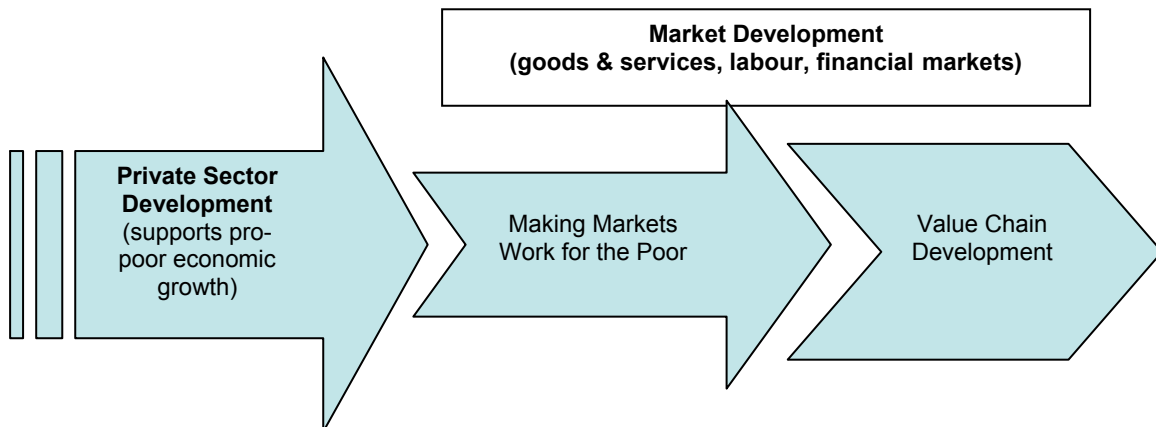 Market Development
(goods & services, labour, financial markets)
Private Sector
Development
(supports pro-
poor economic
growth)
Making Markets
Work for the Poor
Value Chain
Development